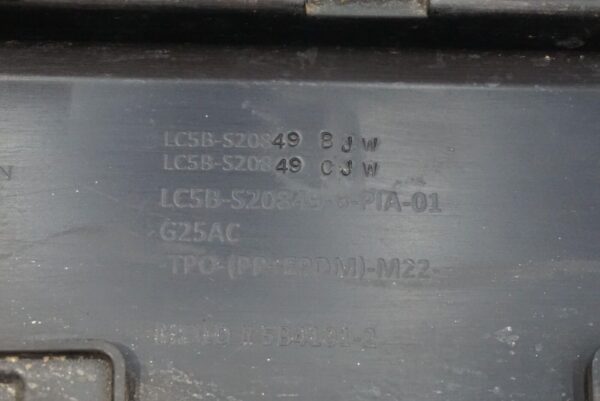 LC5B-S20849 BJW
LC5B-S20849 CJW
LC5B-S20849- -PIA-01
G25AC
-TPO-(PP+EPDM)-M22-